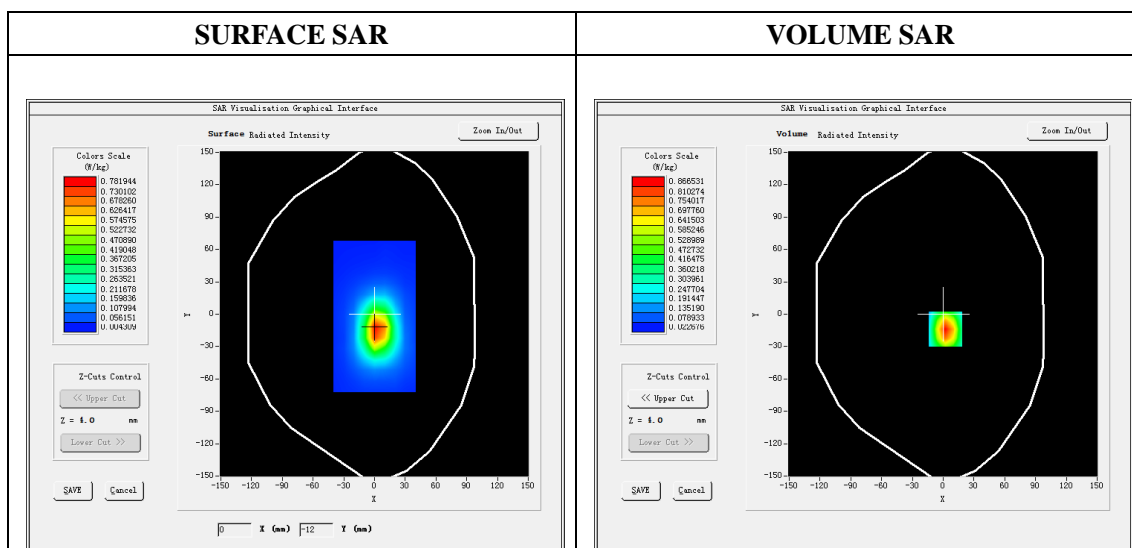 SURFACE SAR
VOLUME SAR
SAR Visualisation Graphical Interface
Surface Radiated Intensity
Zoom In/Out
Colors Scale
(W/kg)
0.781944
0.730102
0.678260
0.626417
0.574575
0.522732
0.470890
0.419048
0.367205
0.315363
0.263521
0.211678
0.159836
0.107994
0.056151
0.004309
150
120
90
60
30
0
-30
-60
-90
-120
-150
Y
-150 -120 -90 -60 -30 0 30 60 90 120 150
X
Z-Cuts Control
<< Upper Cut
Z = 4.0 mm
Lower Cut >>
SAVE Cancel
0 X (mm) -12 Y (mm)
SAR Visualisation Graphical Interface
Volume Radiated Intensity
Zoom In/Out
Colors Scale
(W/kg)
0.866531
0.810274
0.754017
0.697760
0.641503
0.585246
0.528989
0.472732
0.416475
0.360218
0.303961
0.247704
0.191447
0.135190
0.078933
0.022676
150
120
90
60
30
0
-30
-60
-90
-120
-150
Y
-150 -120 -90 -60 -30 0 30 60 90 120 150
X
Z-Cuts Control
<< Upper Cut
Z = 4.0 mm
Lower Cut >>
SAVE Cancel